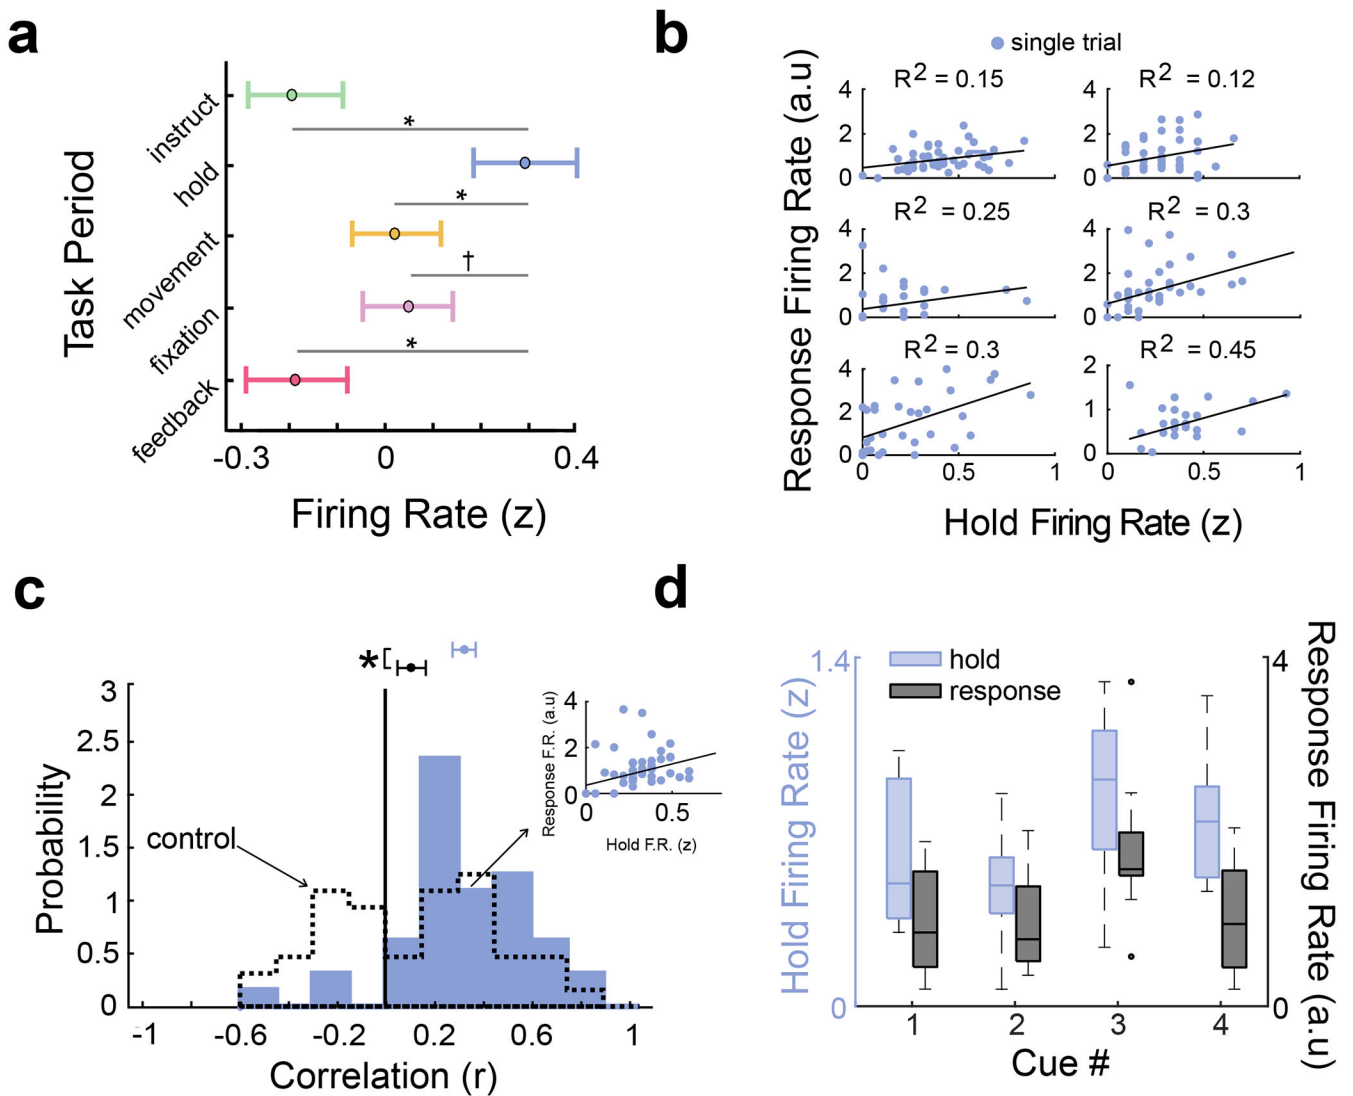 a
Task Period
instruct
hold
movement
fixation
feedback
*
*
†
*
-0.3
0
0.4
Firing Rate (z)
b
single trial
Response Firing Rate (a.u)
R2 = 0.15
R2 = 0.12
4
2
0
4
2
0
R2 = 0.25
R2 = 0.3
4
2
0
4
2
0
R2 = 0.3
R2 = 0.45
4
2
0
2
1
0
0
0.5
1
0
0.5
1
Hold Firing Rate (z)
c
*
Probability
3
2.5
2
1.5
1
0.5
0
control
-1
-0.6
-0.2
0.2
0.6
1
Correlation (r)
Response F.R. (a.u)
4
2
0
0
0.5
Hold F.R. (z)
d
Hold Firing Rate (z)
1.4
0
hold
response
4
0
Response Firing Rate (a.u)
1
2
3
4
Cue #